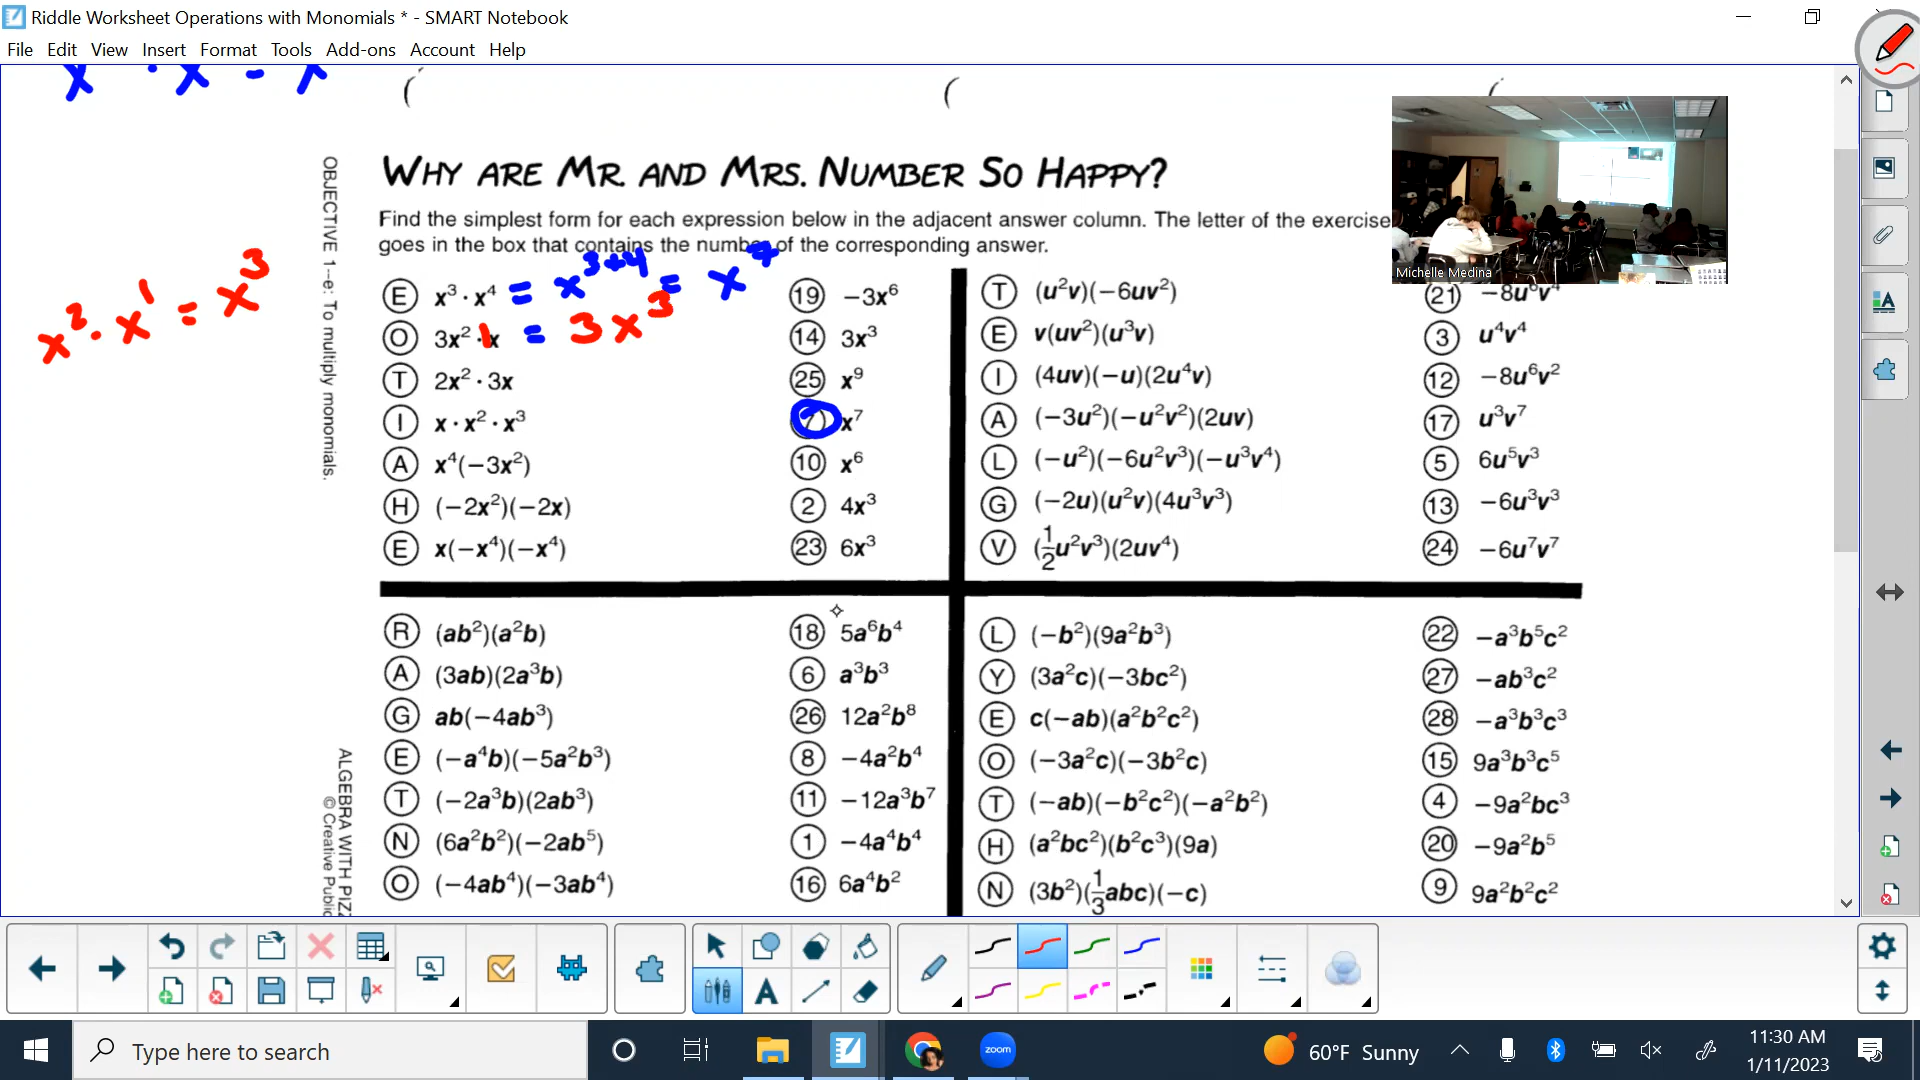 Riddle Worksheet Operations with Monomials * - SMART Notebook
File Edit View Insert Format Tools Add-ons Account Help
WHY ARE MR. AND MRS. NUMBER SO HAPPY?
Find the simplest form for each expression below in the adjacent answer column. The letter of the exercise
goes in the box that contains the number of the corresponding answer.
OBJECTIVE 1–e: To multiply monomials.
x² · x¹ = x³
E x³ · x⁴ = x³⁺⁴ = x⁷
O 3x² · x = 3x³
T 2x² · 3x
I x · x² · x³
A x⁴(−3x²)
H (−2x²)(−2x)
E x(−x⁴)(−x⁴)
19 −3x⁶
14 3x³
25 x⁹
7 x⁷
10 x⁶
2 4x³
23 6x³
T (u²v)(−6uv²)
E v(uv²)(u³v)
I (4uv)(−u)(2u⁴v)
A (−3u²)(−u²v²)(2uv)
L (−u²)(−6u²v³)(−u³v⁴)
G (−2u)(u²v)(4u³v³)
V (1/2u²v³)(2uv⁴)
21 −8u⁶v⁴
3 u⁴v⁴
12 −8u⁶v²
17 u³v⁷
5 6u⁵v³
13 −6u³v³
24 −6u⁷v⁷
R (ab²)(a²b)
A (3ab)(2a³b)
G ab(−4ab³)
E (−a⁴b)(−5a²b³)
T (−2a³b)(2ab³)
N (6a²b²)(−2ab⁵)
O (−4ab⁴)(−3ab⁴)
18 5a⁶b⁴
6 a³b³
26 12a²b⁸
8 −4a²b⁴
11 −12a³b⁷
1 −4a⁴b⁴
16 6a⁴b²
L (−b²)(9a²b³)
Y (3a²c)(−3bc²)
E c(−ab)(a²b²c²)
O (−3a²c)(−3b²c)
T (−ab)(−b²c²)(−a²b²)
H (a²bc²)(b²c³)(9a)
N (3b²)(1/3abc)(−c)
22 −a³b⁵c²
27 −ab³c²
28 −a³b³c³
15 9a³b³c⁵
4 −9a²bc³
20 −9a²b⁵
9 9a²b²c²
ALGEBRA WITH
© Creative
Michelle Medina
Type here to search
zoom
60°F Sunny
11:30 AM
1/11/2023